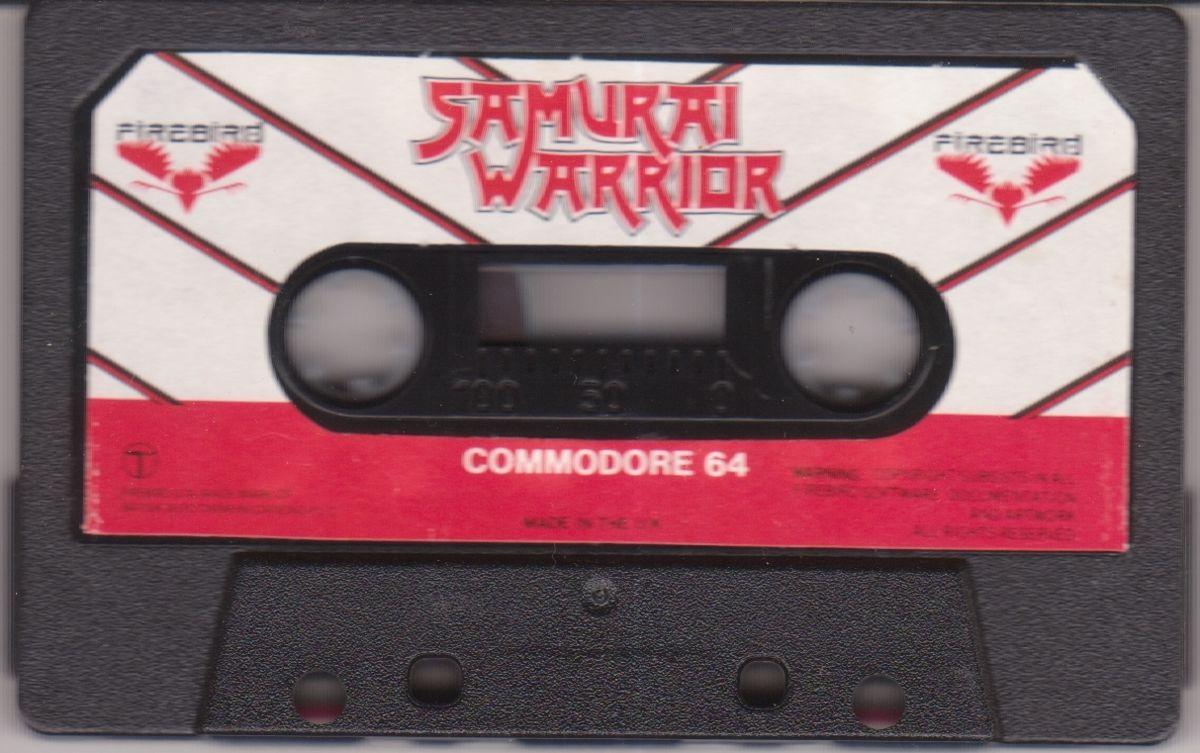 SAMURAI
WARRIOR
FIREBIRD
FIREBIRD
100 50 0
COMMODORE 64
WARNING: COPYRIGHT SUBSISTS IN ALL
FIREBIRD SOFTWARE, DOCUMENTATION
AND ARTWORK
ALL RIGHTS RESERVED
MADE IN THE U.K.
T